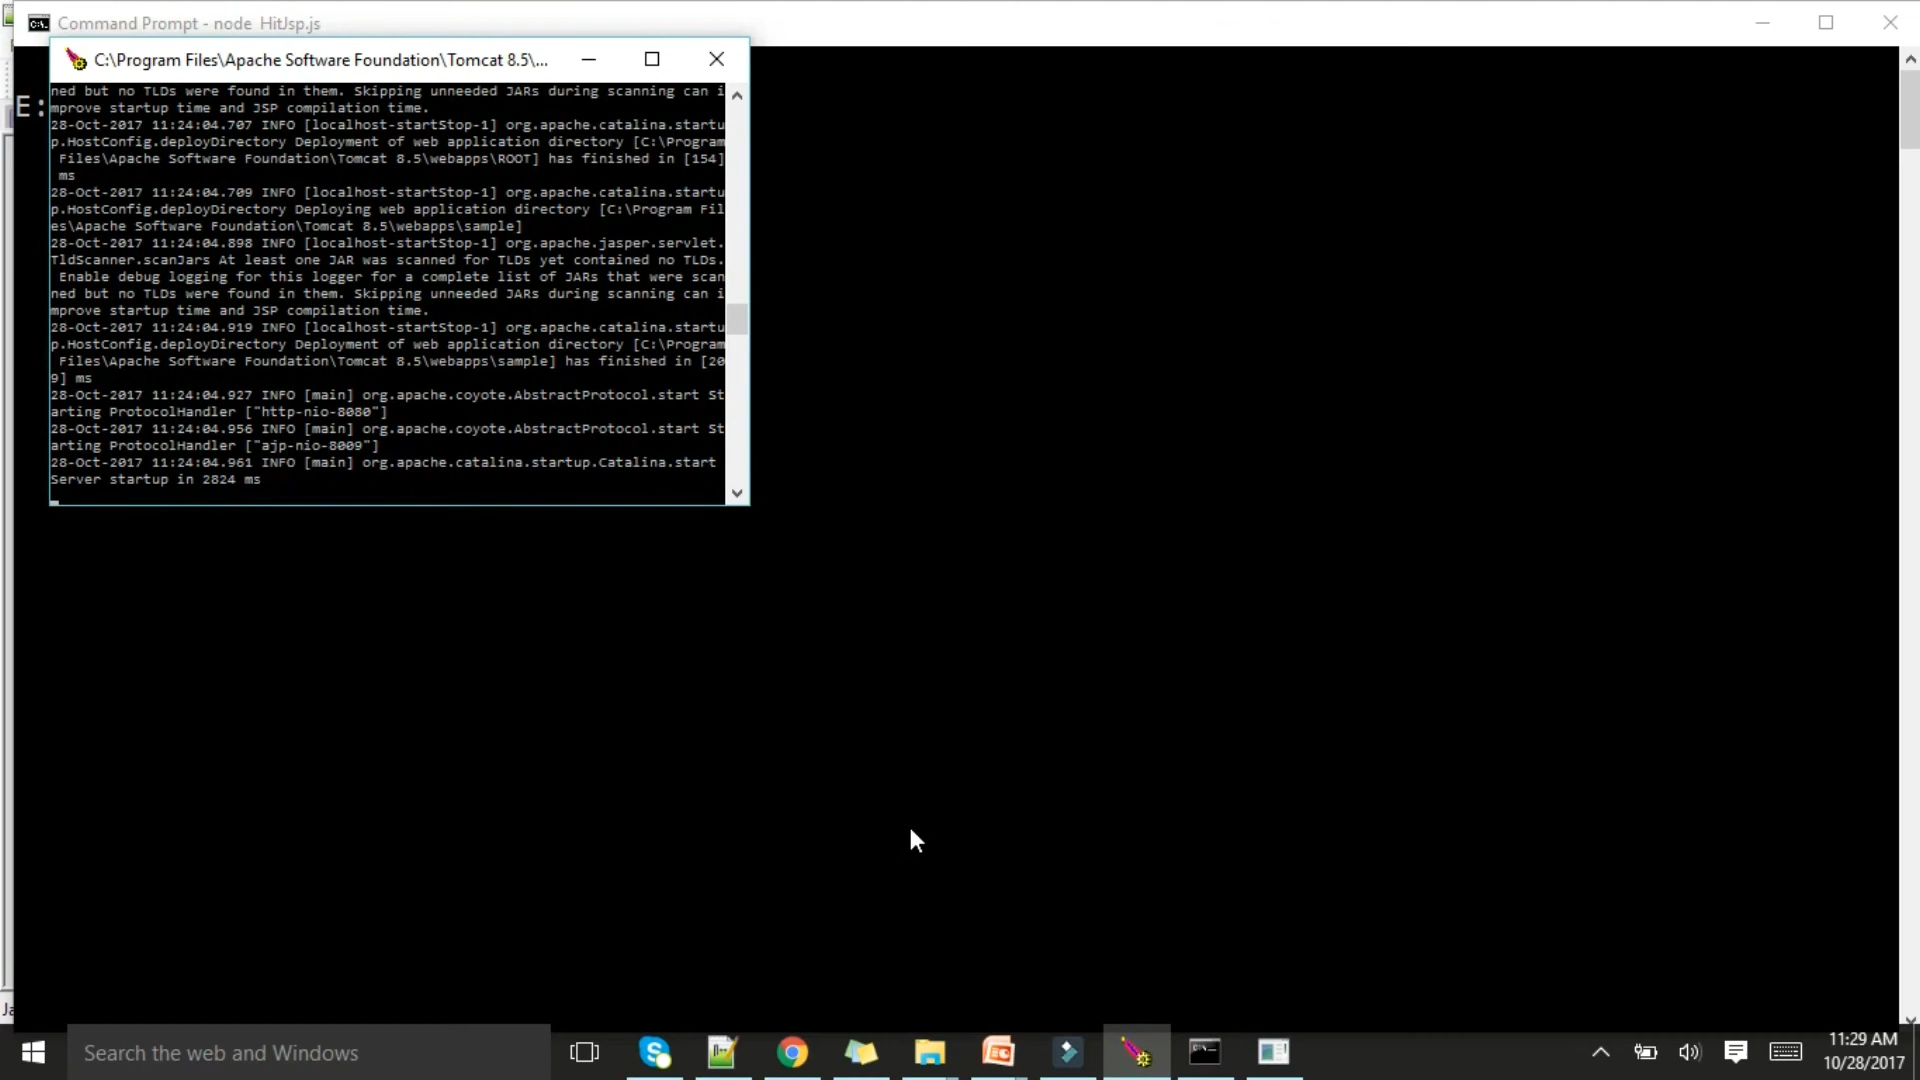 Command Prompt - node  HitJsp.js
C:\Program Files\Apache Software Foundation\Tomcat 8.5\...
E:
ned but no TLDs were found in them. Skipping unneeded JARs during scanning can i
mprove startup time and JSP compilation time.
28-Oct-2017 11:24:04.707 INFO [localhost-startStop-1] org.apache.catalina.startu
p.HostConfig.deployDirectory Deployment of web application directory [C:\Program
 Files\Apache Software Foundation\Tomcat 8.5\webapps\ROOT] has finished in [154]
 ms
28-Oct-2017 11:24:04.709 INFO [localhost-startStop-1] org.apache.catalina.startu
p.HostConfig.deployDirectory Deploying web application directory [C:\Program Fil
es\Apache Software Foundation\Tomcat 8.5\webapps\sample]
28-Oct-2017 11:24:04.898 INFO [localhost-startStop-1] org.apache.jasper.servlet.
TldScanner.scanJars At least one JAR was scanned for TLDs yet contained no TLDs.
 Enable debug logging for this logger for a complete list of JARs that were scan
ned but no TLDs were found in them. Skipping unneeded JARs during scanning can i
mprove startup time and JSP compilation time.
28-Oct-2017 11:24:04.919 INFO [localhost-startStop-1] org.apache.catalina.startu
p.HostConfig.deployDirectory Deployment of web application directory [C:\Program
 Files\Apache Software Foundation\Tomcat 8.5\webapps\sample] has finished in [20
9] ms
28-Oct-2017 11:24:04.927 INFO [main] org.apache.coyote.AbstractProtocol.start St
arting ProtocolHandler ["http-nio-8080"]
28-Oct-2017 11:24:04.956 INFO [main] org.apache.coyote.AbstractProtocol.start St
arting ProtocolHandler ["ajp-nio-8009"]
28-Oct-2017 11:24:04.961 INFO [main] org.apache.catalina.startup.Catalina.start
Server startup in 2824 ms
Ja
Search the web and Windows
11:29 AM
10/28/2017